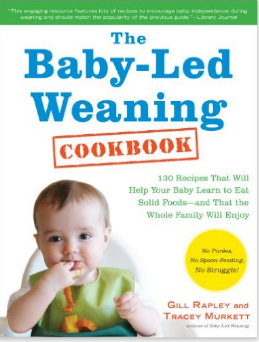 "This engaging resource features lots of recipes to encourage baby independence during
weaning and should match the popularity of the previous guide." —Library Journal
The
Baby-Led
Weaning
COOKBOOK
130 Recipes That Will
Help Your Baby Learn to Eat
Solid Foods—and That the
Whole Family Will Enjoy
No Purées,
No Spoon-Feeding,
No Struggle!
GILL RAPLEY AND
TRACEY MURKETT
authors of Baby-Led Weaning